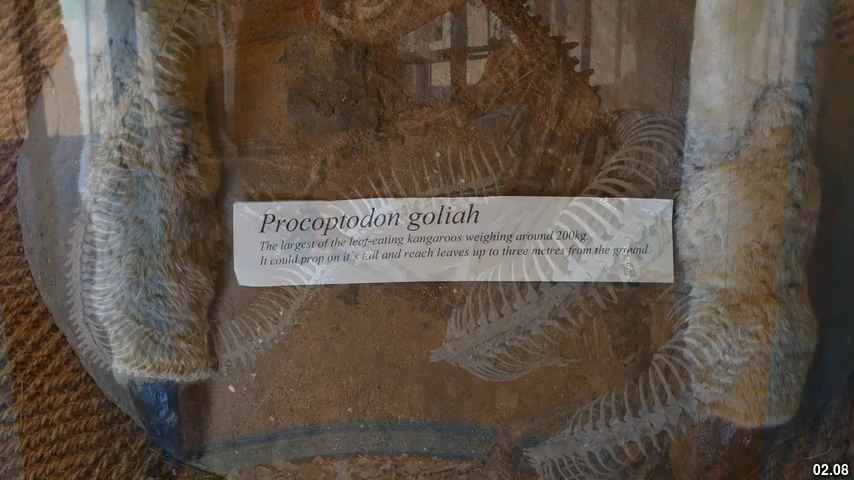 Procoptodon goliah
The largest of the leaf-eating kangaroos weighing around 200kg.
It could prop on it's tail and reach leaves up to three metres from the ground.
02.08